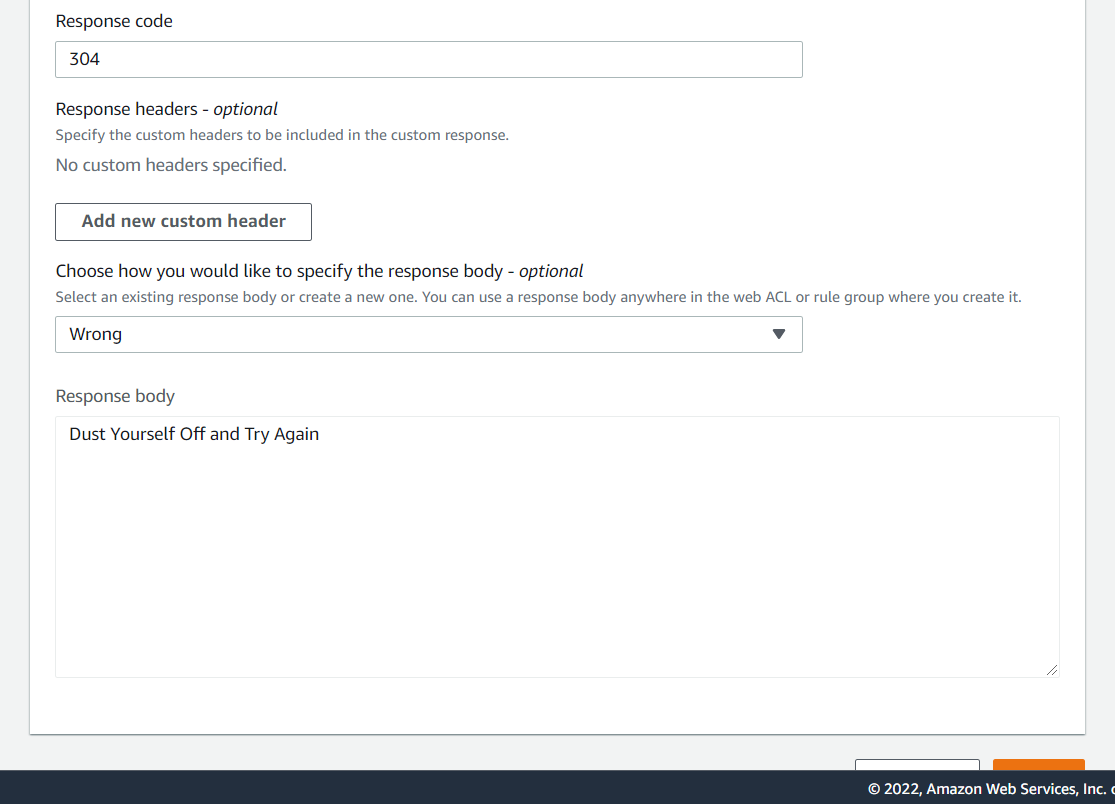 Response code
304
Response headers - optional
Specify the custom headers to be included in the custom response.
No custom headers specified.
Add new custom header
Choose how you would like to specify the response body - optional
Select an existing response body or create a new one. You can use a response body anywhere in the web ACL or rule group where you create it.
Wrong
Response body
Dust Yourself Off and Try Again
© 2022, Amazon Web Services, Inc.